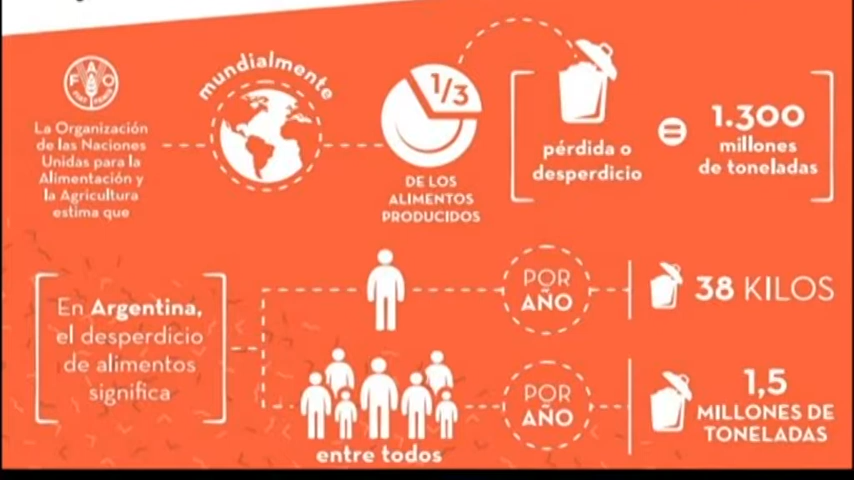 FAO
La Organización
de las Naciones
Unidas para la
Alimentación y
la Agricultura
estima que
mundialmente
1/3
DE LOS
ALIMENTOS
PRODUCIDOS
pérdida o
desperdicio
=
1.300
millones
de toneladas
En Argentina,
el desperdicio
de alimentos
significa
POR
AÑO
38 KILOS
entre todos
POR
AÑO
1,5
MILLONES DE
TONELADAS